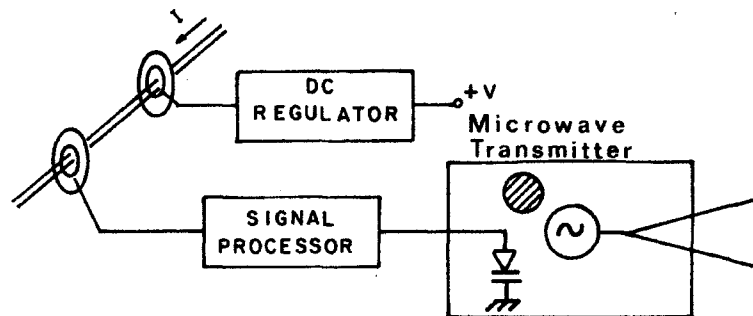 I
DC
REGULATOR
+V
Microwave
Transmitter
SIGNAL
PROCESSOR